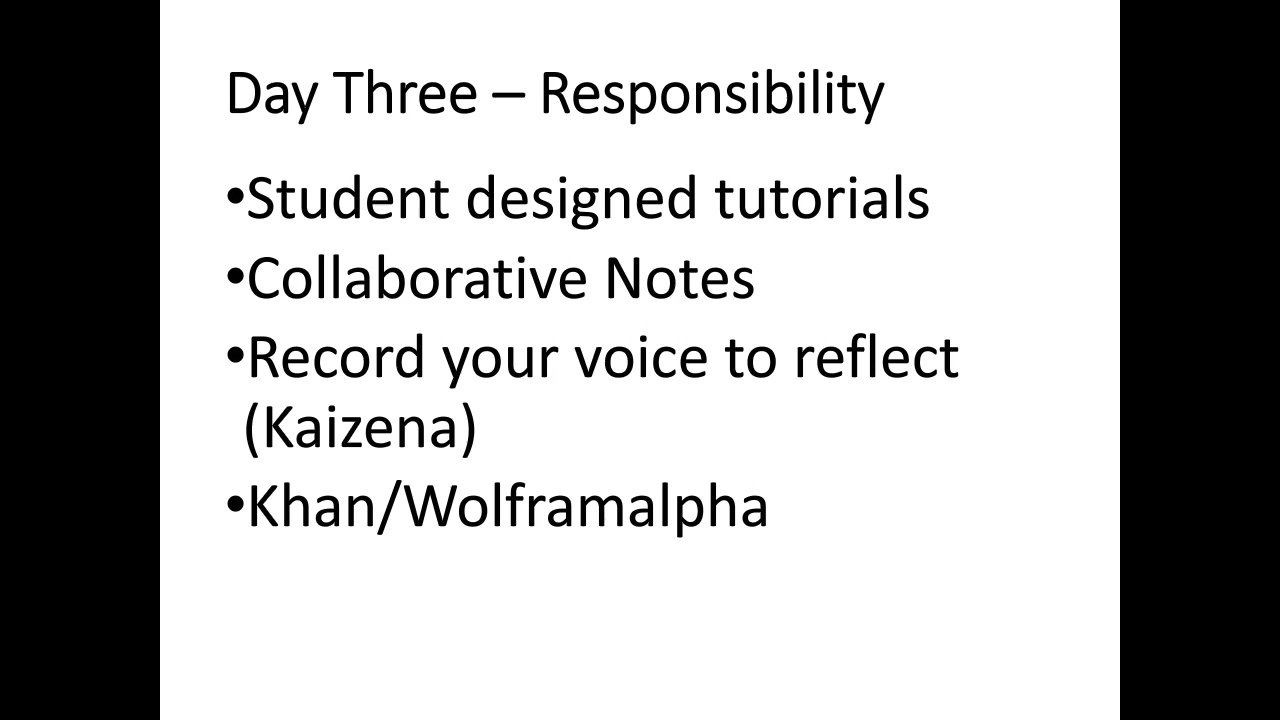 Day Three – Responsibility
•Student designed tutorials
•Collaborative Notes
•Record your voice to reflect
(Kaizena)
•Khan/Wolframalpha